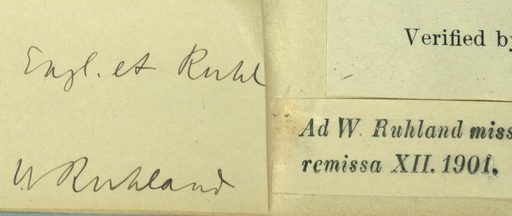 Engl. et Ruhl
W Ruhland
Verified by
Ad W. Ruhland miss
remissa XII. 1901.